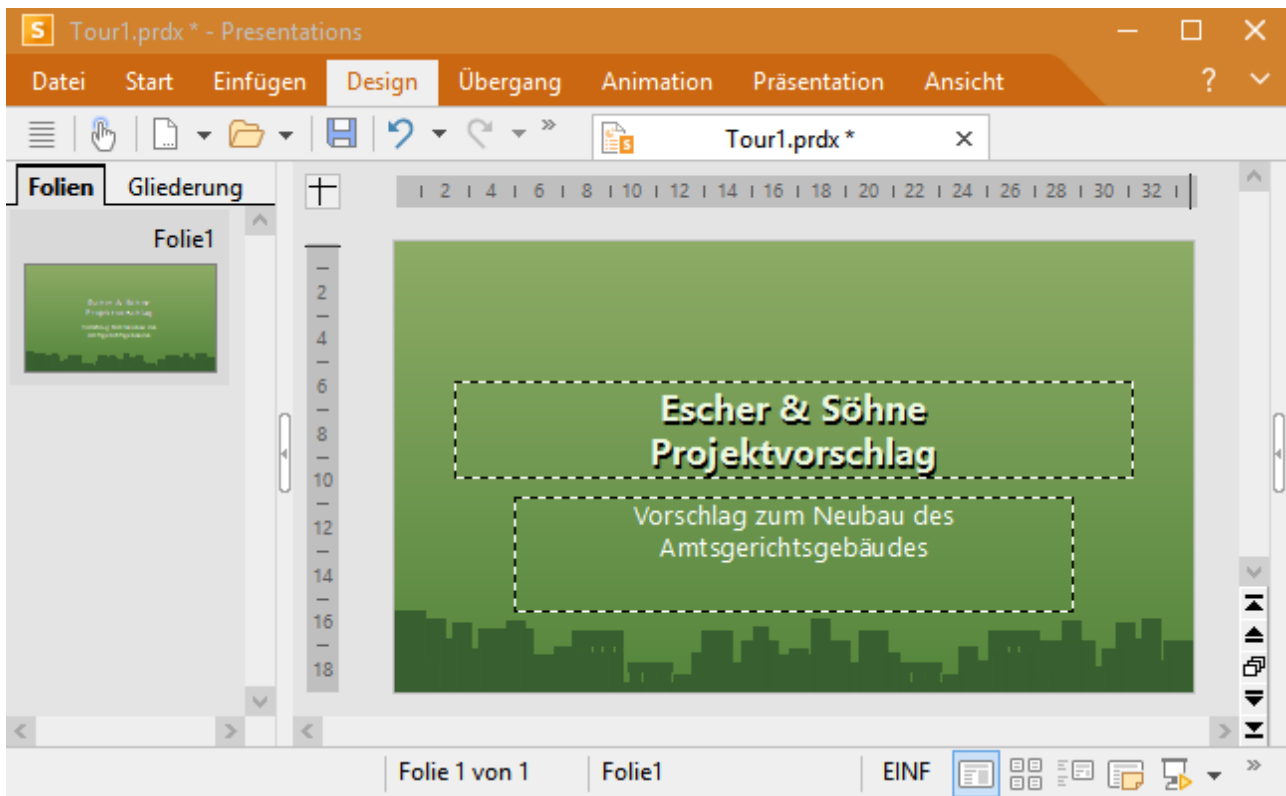 S Tour1.prdx * - Presentations
Datei Start Einfügen Design Übergang Animation Präsentation Ansicht ?
Tour1.prdx *
Folien Gliederung
2 4 6 8 10 12 14 16 18 20 22 24 26 28 30 32
Folie1
2
4
6
8
10
12
14
16
18
Escher & Söhne
Projektvorschlag
Vorschlag zum Neubau des
Amtsgerichtsgebäudes
Folie 1 von 1 Folie1 EINF